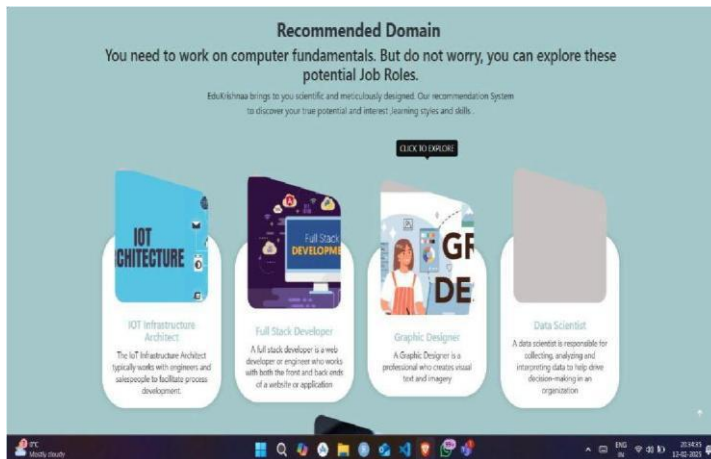 Recommended Domain
You need to work on computer fundamentals. But do not worry, you can explore these
potential Job Roles.
EduKrishnaa brings to you scientific and meticulously designed. Our recommendation System
to discover your true potential and interest ,learning styles and skills .
CLICK TO EXPLORE
IOT
CHITECTURE
IOT Infrastructure
Architect
The IoT Infrastructure Architect
typically works with engineers and
salespeople to facilitate process
development.
Full Stack
DEVELOPME
Full Stack Developer
A full stack developer is a web
developer or engineer who works
with both the front and back ends
of a website or application
GR
DE
Graphic Designer
A Graphic Designer is a
professional who creates visual
text and imagery
Data Scientist
A data scientist is responsible for
collecting, analyzing and
interpreting data to help drive
decision-making in an
organization
0°C
Mostly cloudy
99+
ENG
IN
20:34:35
13-02-2025